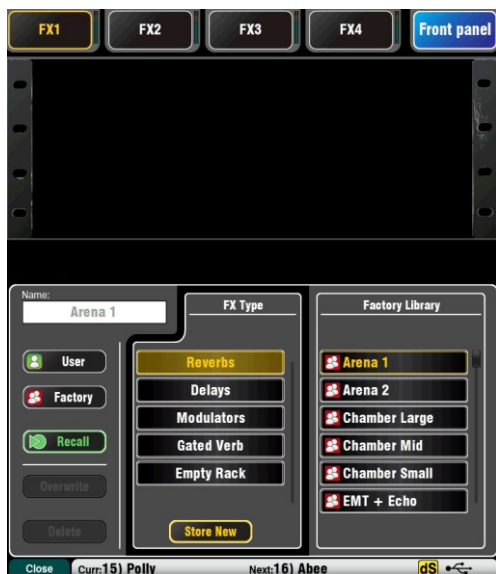 FX1 FX2 FX3 FX4 Front panel
Name:
Arena 1
FX Type
Factory Library
User
Factory
Recall
Overwrite
Delete
Reverbs
Delays
Modulators
Gated Verb
Empty Rack
Store New
Arena 1
Arena 2
Chamber Large
Chamber Mid
Chamber Small
EMT + Echo
Close Curr:15) Polly Next:16) Abee dS